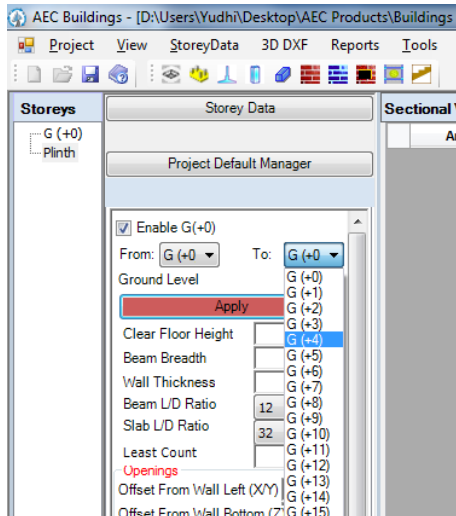 AEC Buildings - [D:\Users\Yudhi\Desktop\AEC Products\Buildings
Project View StoreyData 3D DXF Reports Tools
Storeys
G (+0)
Plinth
Storey Data
Project Default Manager
Sectional
Enable G(+0)
From: G (+0 To: G (+0
Ground Level
Apply
Clear Floor Height
Beam Breadth
Wall Thickness
Beam L/D Ratio 12
Slab L/D Ratio 32
Least Count
Openings
Offset From Wall Left (X/Y)
Offset From Wall Bottom (Z
G (+0)
G (+1)
G (+2)
G (+3)
G (+4)
G (+5)
G (+6)
G (+7)
G (+8)
G (+9)
G (+10)
G (+11)
G (+12)
G (+13)
G (+14)
G (+15)